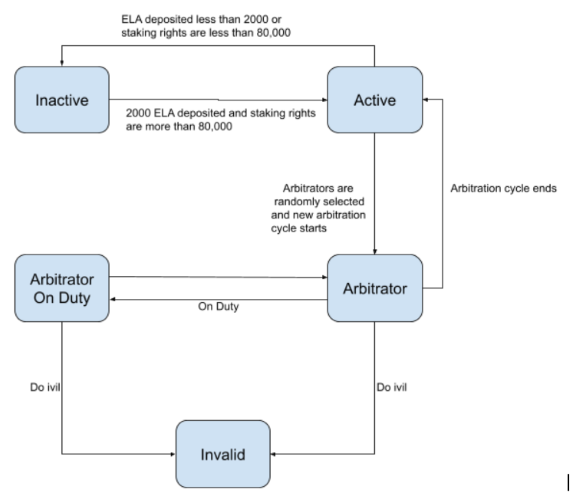 ELA deposited less than 2000 or
staking rights are less than 80,000
Inactive
Active
2000 ELA deposited and staking rights
are more than 80,000
Arbitrators are
randomly selected
and new arbitration
cycle starts
Arbitration cycle ends
Arbitrator
On Duty
Arbitrator
On Duty
Do ivil
Do ivil
Invalid